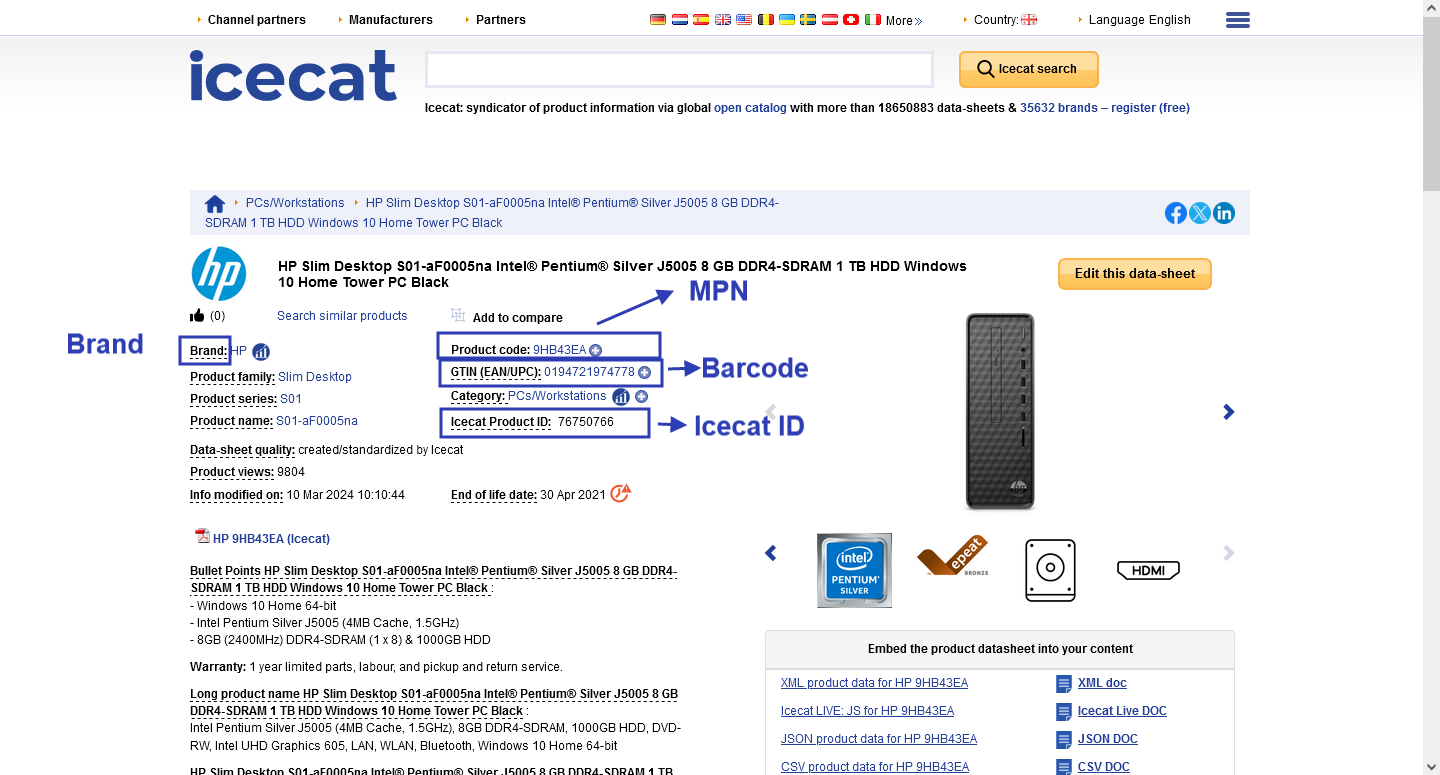 Channel partners
Manufacturers
Partners
More
Country:
Language English
icecat
Icecat search
Icecat: syndicator of product information via global open catalog with more than 18650883 data-sheets & 35632 brands – register (free)
PCs/Workstations
HP Slim Desktop S01-aF0005na Intel® Pentium® Silver J5005 8 GB DDR4-
SDRAM 1 TB HDD Windows 10 Home Tower PC Black
hp
HP Slim Desktop S01-aF0005na Intel® Pentium® Silver J5005 8 GB DDR4-SDRAM 1 TB HDD Windows
10 Home Tower PC Black
Edit this data-sheet
MPN
(0)
Search similar products
Add to compare
Brand
Brand: HP
Product code: 9HB43EA
GTIN (EAN/UPC): 0194721974778
Barcode
Product family: Slim Desktop
Category: PCs/Workstations
Product series: S01
Product name: S01-aF0005na
Icecat Product ID: 76750766
Icecat ID
Data-sheet quality: created/standardized by Icecat
Product views: 9804
Info modified on: 10 Mar 2024 10:10:44
End of life date: 30 Apr 2021
HP 9HB43EA (Icecat)
Bullet Points HP Slim Desktop S01-aF0005na Intel® Pentium® Silver J5005 8 GB DDR4-
SDRAM 1 TB HDD Windows 10 Home Tower PC Black :
- Windows 10 Home 64-bit
- Intel Pentium Silver J5005 (4MB Cache, 1.5GHz)
- 8GB (2400MHz) DDR4-SDRAM (1 x 8) & 1000GB HDD
Warranty: 1 year limited parts, labour, and pickup and return service.
Long product name HP Slim Desktop S01-aF0005na Intel® Pentium® Silver J5005 8 GB
DDR4-SDRAM 1 TB HDD Windows 10 Home Tower PC Black :
Intel Pentium Silver J5005 (4MB Cache, 1.5GHz), 8GB DDR4-SDRAM, 1000GB HDD, DVD-
RW, Intel UHD Graphics 605, LAN, WLAN, Bluetooth, Windows 10 Home 64-bit
HP Slim Desktop S01-aF0005na Intel® Pentium® Silver J5005 8 GB DDR4-SDRAM 1 TB
hp
intel
PENTIUM®
SILVER
epeat
BRONZE
HDMI
Embed the product datasheet into your content
XML product data for HP 9HB43EA
XML doc
Icecat LIVE: JS for HP 9HB43EA
Icecat Live DOC
JSON product data for HP 9HB43EA
JSON DOC
CSV product data for HP 9HB43EA
CSV DOC